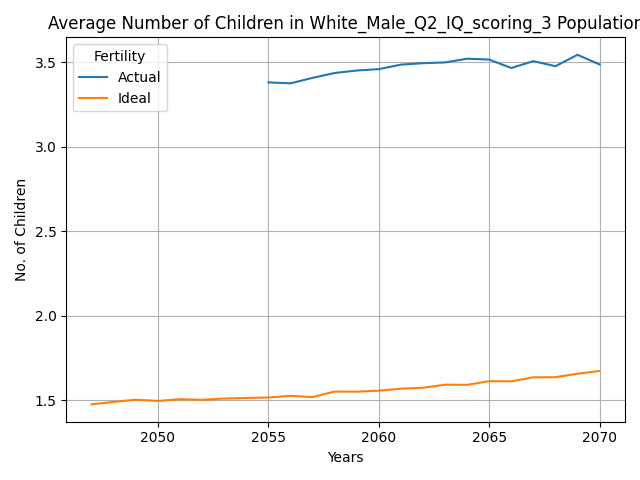 Average Number of Children in White_Male_Q2_IQ_scoring_3 Population
Fertility
Actual
Ideal
3.5
3.0
2.5
2.0
1.5
No. of Children
2050
2055
2060
2065
2070
Years